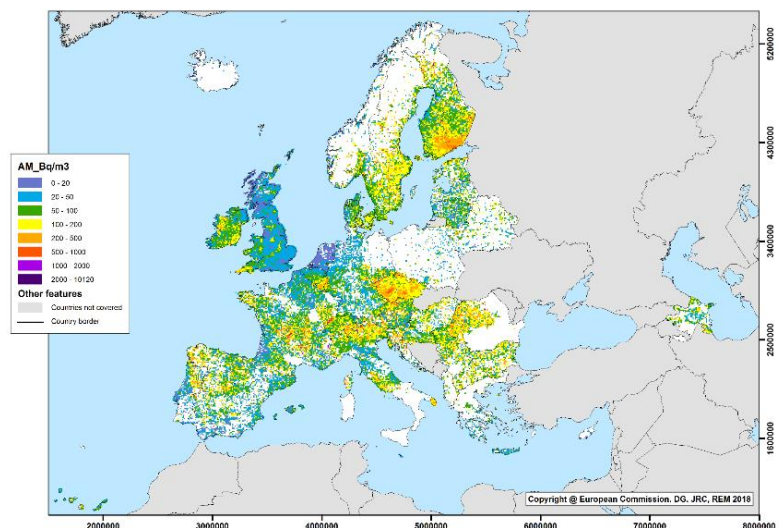 AM_Bq/m3
0 - 20
20 - 50
50 - 100
100 - 200
200 - 500
500 - 1000
1000 2000
2000 - 10120
Other features
Countries not covered
Country border
5200000
4300000
3400000
2500000
1600000
Copyright @ European Commission. DG. JRC, REM 2018
2000000 3000000 4000000 5000000 6000000 7000000 8000000